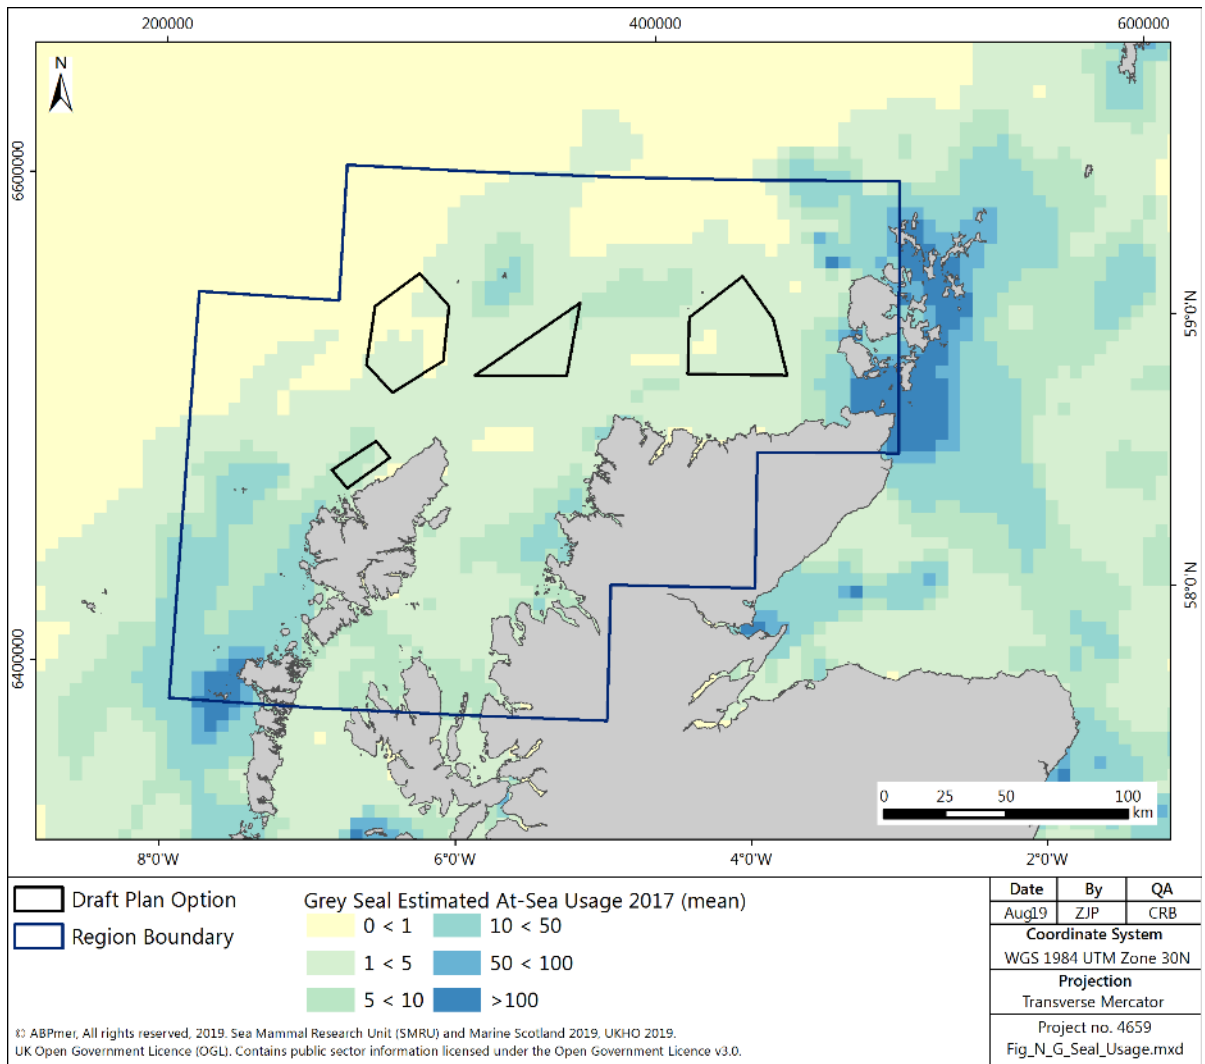 200000
400000
600000
N
6600000
6400000
59°0'N
58°0'N
0 25 50 100
km
8°0'W
6°0'W
4°0'W
2°0'W
Draft Plan Option
Region Boundary
Grey Seal Estimated At-Sea Usage 2017 (mean)
0 < 1
10 < 50
1 < 5
50 < 100
5 < 10
>100
Date By QA
Aug19 ZJP CRB
Coordinate System
WGS 1984 UTM Zone 30N
Projection
Transverse Mercator
Project no. 4659
Fig_N_G_Seal_Usage.mxd
© ABPmer, All rights reserved, 2019. Sea Mammal Research Unit (SMRU) and Marine Scotland 2019, UKHO 2019.
UK Open Government Licence (OGL). Contains public sector information licensed under the Open Government Licence v3.0.